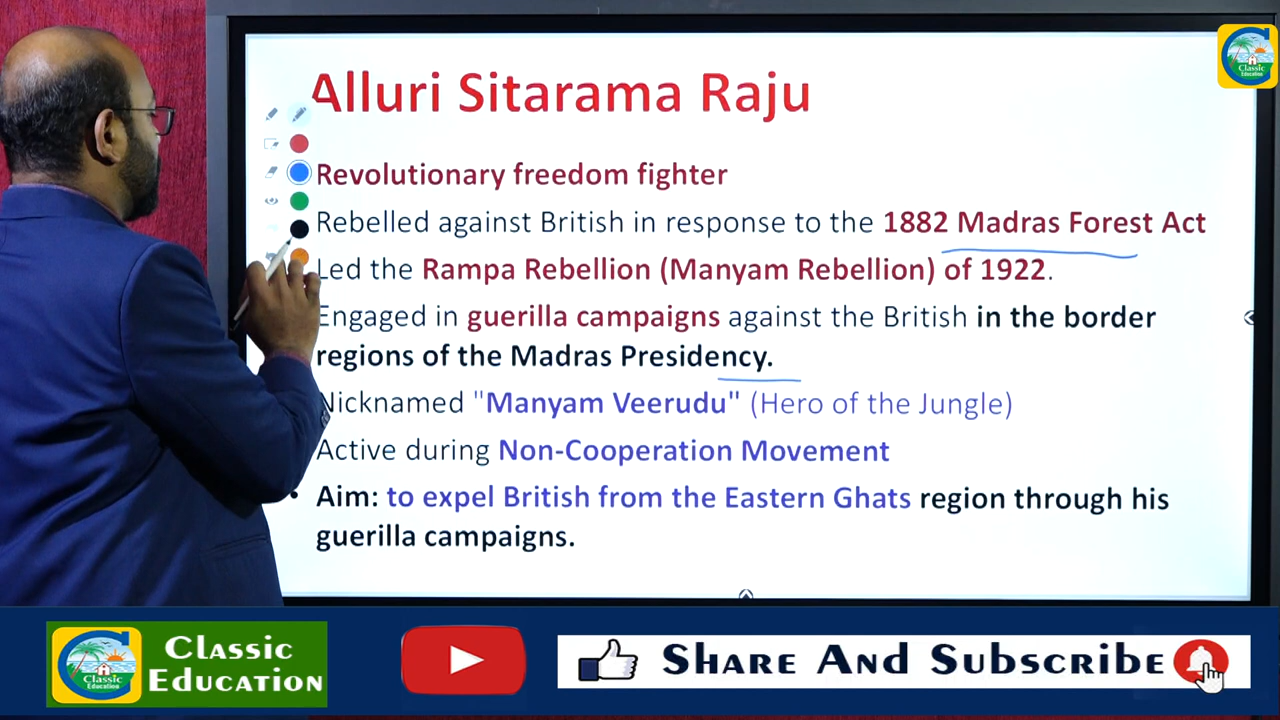 Alluri Sitarama Raju
Classic
Education
Revolutionary freedom fighter
Rebelled against British in response to the 1882 Madras Forest Act
Led the Rampa Rebellion (Manyam Rebellion) of 1922.
Engaged in guerilla campaigns against the British in the border
regions of the Madras Presidency.
Nicknamed "Manyam Veerudu" (Hero of the Jungle)
Active during Non-Cooperation Movement
• Aim: to expel British from the Eastern Ghats region through his
guerilla campaigns.
Classic
Education
Classic
Education
Share And Subscribe